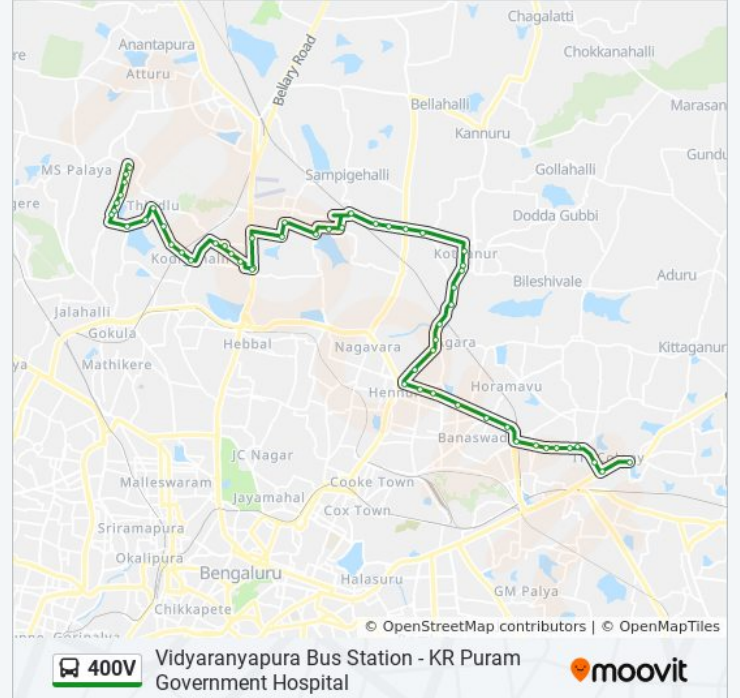 Chagalatti
Anantapura
Chokkanahalli
re
Atturu
Bellary Road
Bellahalli
Marasan
Kannuru
MS Palaya
Sampigehalli
Gollahalli
Gundu
gere
Dodda Gubbi
Bileshivale
Aduru
Jalahalli
Gokula
Hebbal
Nagavara
agara
Kittaganur
ya
Mathikere
Horamavu
Banaswad
JC Nagar
Malleswaram
Cooke Town
Jayamahal
Cox Town
Sriramapura
Okalipura
Bengaluru
Halasuru
GM Palya
Chikkapete
© OpenStreetMap contributors | © OpenMapTiles
400V
Vidyaranyapura Bus Station - KR Puram
Government Hospital
moovit